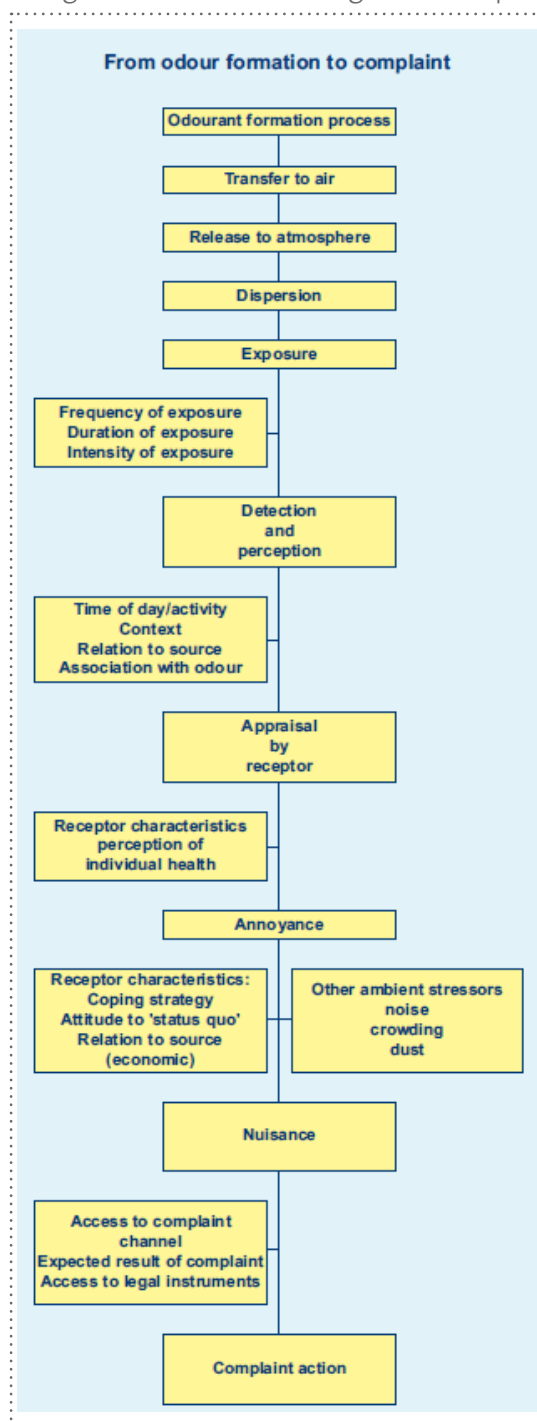 From odour formation to complaint
Odourant formation process
Transfer to air
Release to atmosphere
Dispersion
Exposure
Frequency of exposure
Duration of exposure
Intensity of exposure
Detection
and
perception
Time of day/activity
Context
Relation to source
Association with odour
Appraisal
by
receptor
Receptor characteristics
perception of
individual health
Annoyance
Receptor characteristics:
Coping strategy
Attitude to 'status quo'
Relation to source
(economic)
Other ambient stressors
noise
crowding
dust
Nuisance
Access to complaint
channel
Expected result of complaint
Access to legal instruments
Complaint action